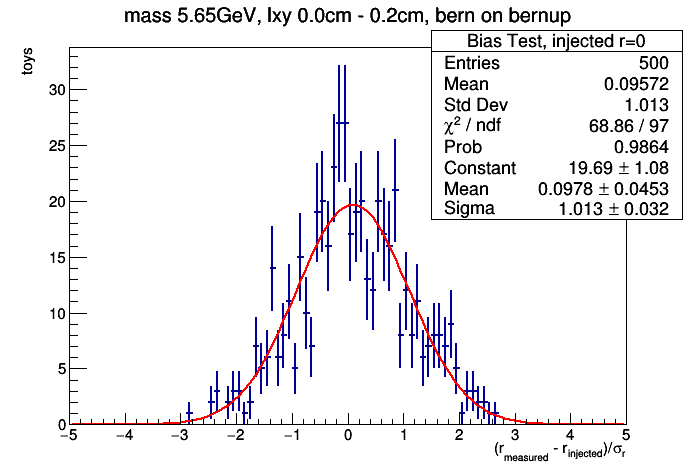 mass 5.65GeV, lxy 0.0cm - 0.2cm, bern on bernup
toys
Bias Test, injected r=0
Entries 500
Mean 0.09572
Std Dev 1.013
χ² / ndf 68.86 / 97
Prob 0.9864
Constant 19.69 ± 1.08
Mean 0.0978 ± 0.0453
Sigma 1.013 ± 0.032
30
25
20
15
10
5
0
−5 −4 −3 −2 −1 0 1 2 3 4 5
(r_measured - r_injected)/σ_r